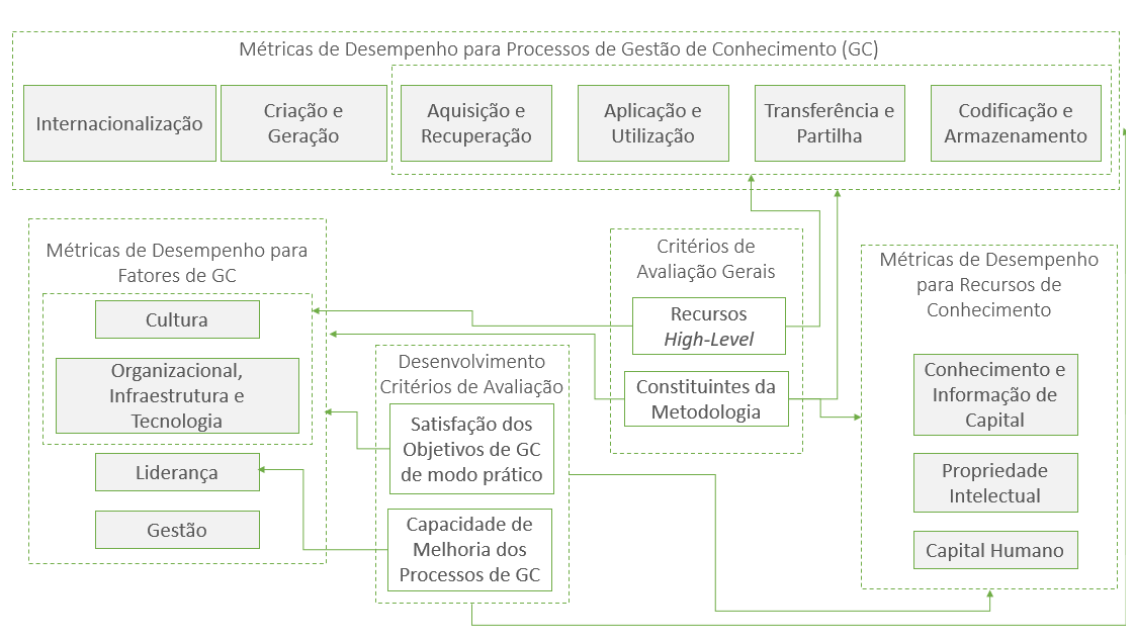 Métricas de Desempenho para Processos de Gestão de Conhecimento (GC)
Internacionalização
Criação e
Geração
Aquisição e
Recuperação
Aplicação e
Utilização
Transferência e
Partilha
Codificação e
Armazenamento
Métricas de Desempenho para
Fatores de GC
Cultura
Organizacional,
Infraestrutura e
Tecnologia
Liderança
Gestão
Desenvolvimento
Critérios de Avaliação
Satisfação dos
Objetivos de GC
de modo prático
Capacidade de
Melhoria dos
Processos de GC
Critérios de
Avaliação Gerais
Recursos
High-Level
Constituintes da
Metodologia
Métricas de Desempenho
para Recursos de
Conhecimento
Conhecimento e
Informação de
Capital
Propriedade
Intelectual
Capital Humano